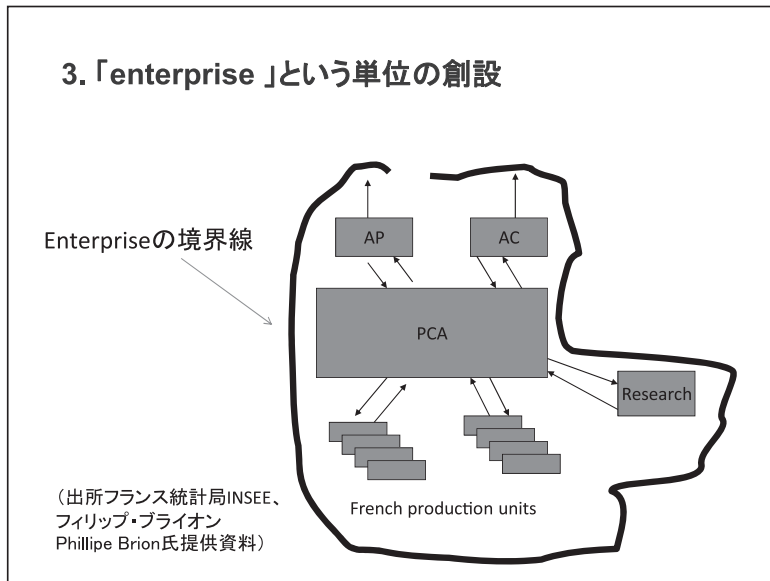 3. 「enterprise 」という単位の創設
Enterpriseの境界線
AP
AC
PCA
Research
French production units
（出所フランス統計局INSEE、
フィリップ・ブライオン
Phillipe Brion氏提供資料）